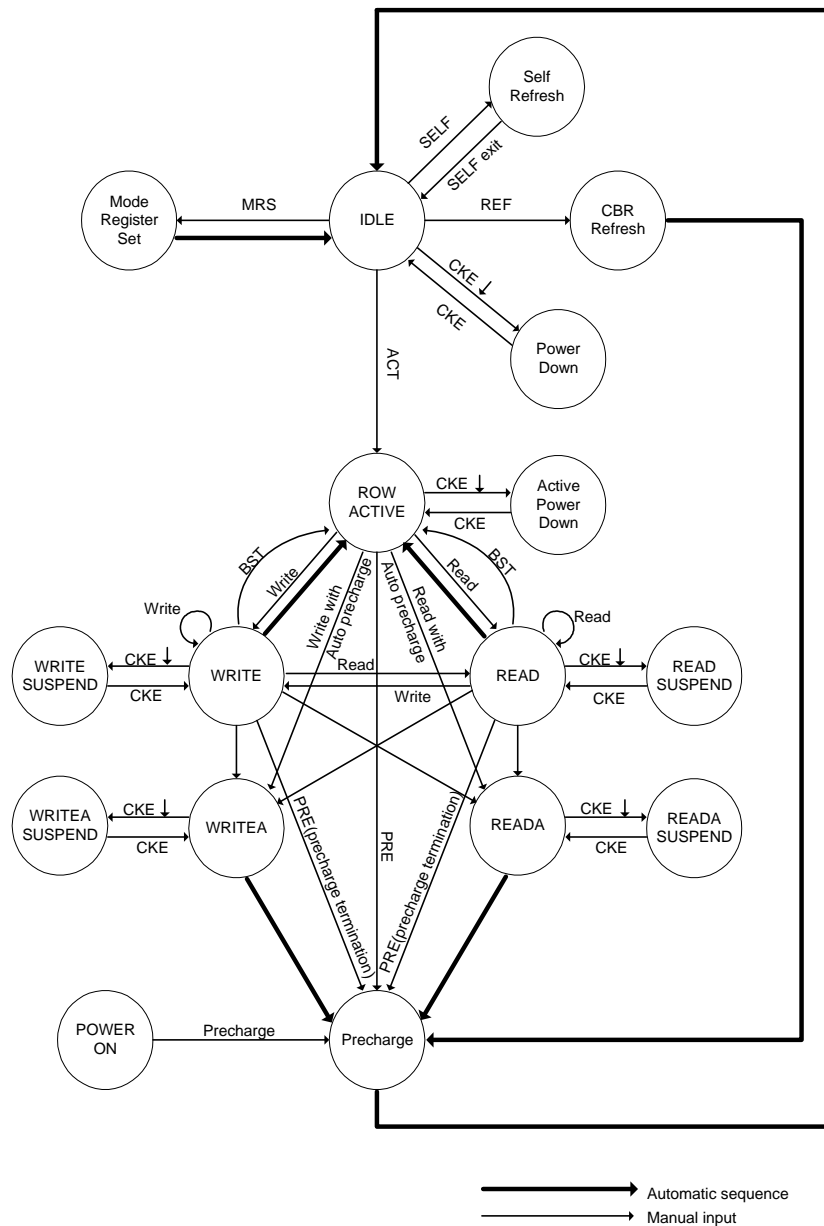 Self
Refresh
SELF
SELF exit
Mode
Register
Set
MRS
IDLE
REF
CBR
Refresh
CKE ↓
CKE
Power
Down
ACT
ROW
ACTIVE
CKE ↓
CKE
Active
Power
Down
BST
Write
Write with
Auto precharge
Auto precharge
Read with
Read
BST
Write
Read
WRITE
SUSPEND
CKE ↓
CKE
WRITE
Read
Write
READ
CKE ↓
CKE
READ
SUSPEND
WRITEA
SUSPEND
CKE ↓
CKE
WRITEA
PRE(precharge termination)
PRE
PRE(precharge termination)
READA
CKE ↓
CKE
READA
SUSPEND
POWER
ON
Precharge
Precharge
Automatic sequence
Manual input